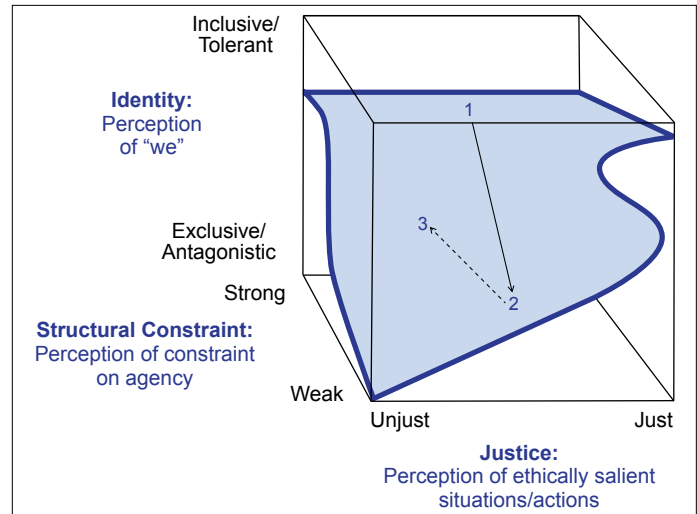 Inclusive/
Tolerant
Identity:
Perception
of “we”
1
3
Exclusive/
Antagonistic
Strong
2
Structural Constraint:
Perception of constraint
on agency
Weak
Unjust
Just
Justice:
Perception of ethically salient
situations/actions